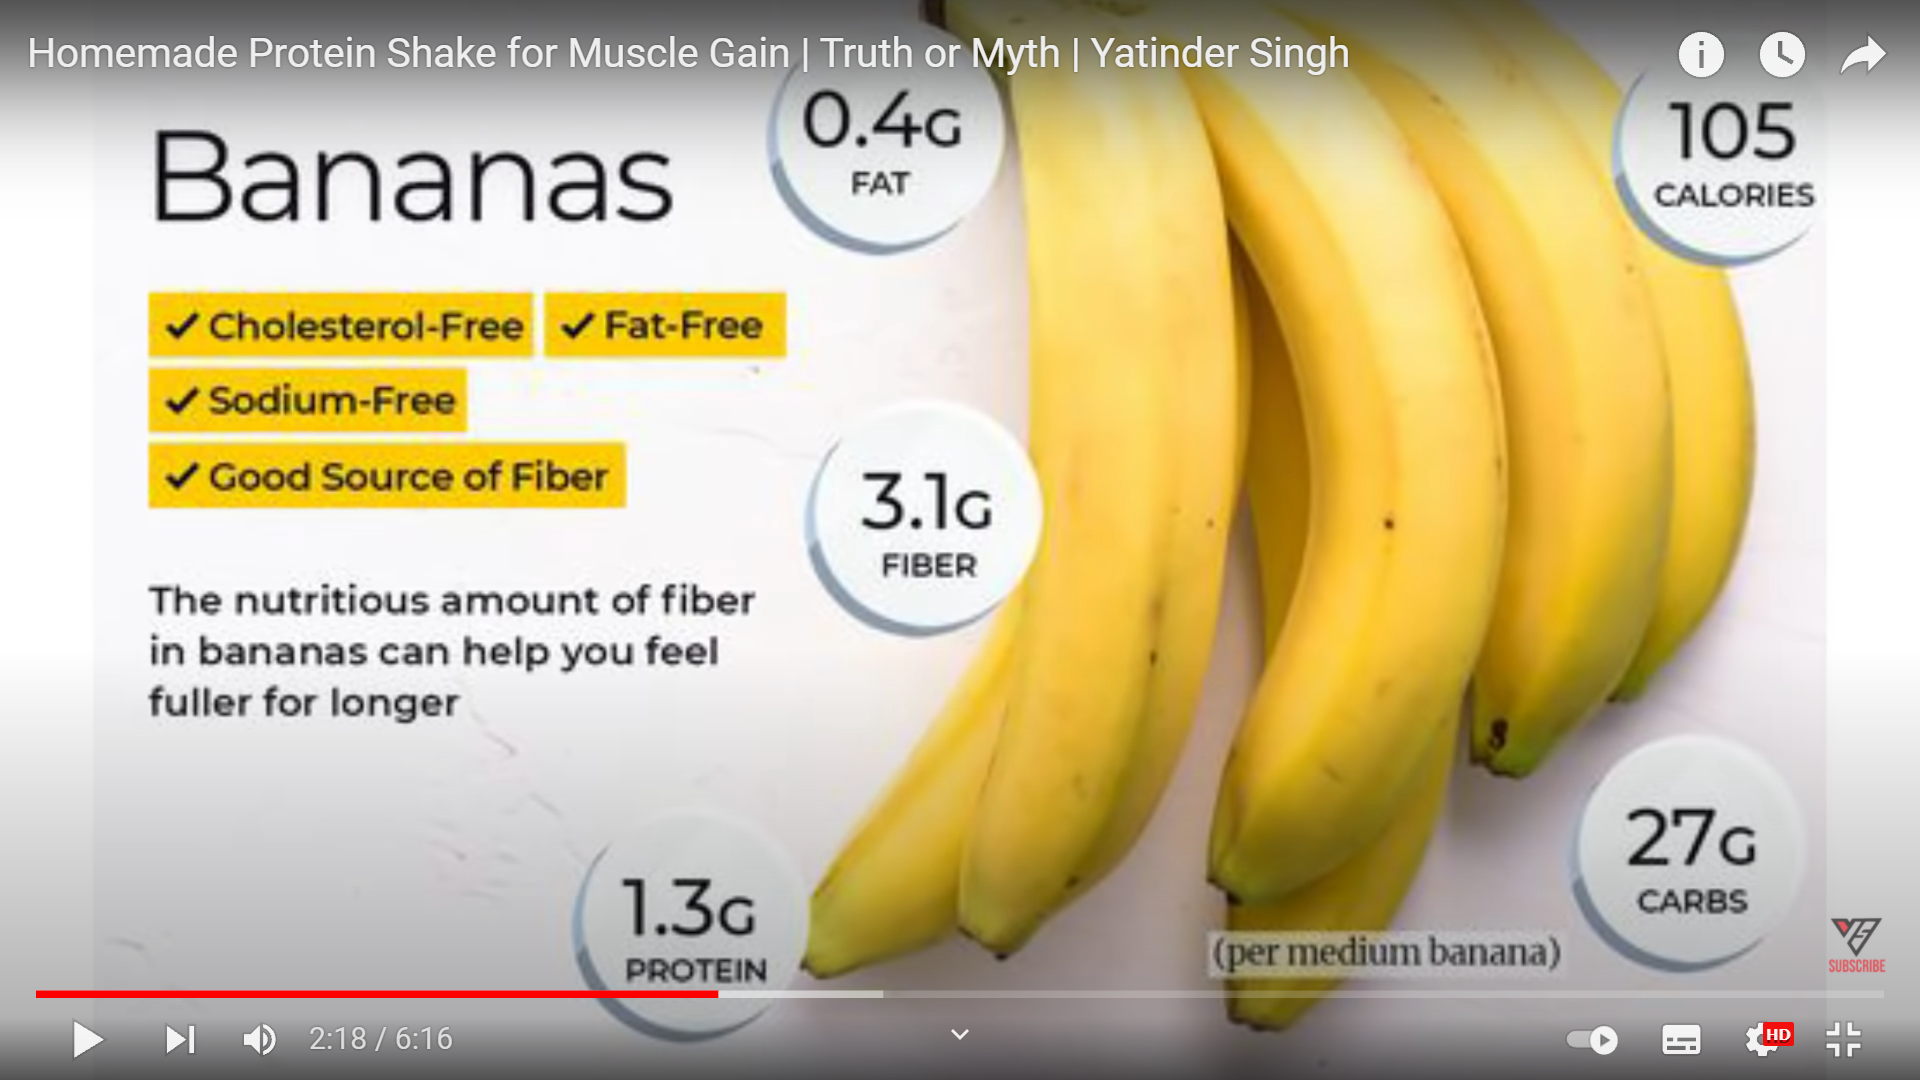 Homemade Protein Shake for Muscle Gain | Truth or Myth | Yatinder Singh
Bananas
0.4G
FAT
105
CALORIES
✓ Cholesterol-Free ✓ Fat-Free
✓ Sodium-Free
✓ Good Source of Fiber
3.1G
FIBER
The nutritious amount of fiber
in bananas can help you feel
fuller for longer
1.3G
PROTEIN
27G
CARBS
(per medium banana)
SUBSCRIBE
2:18 / 6:16
HD